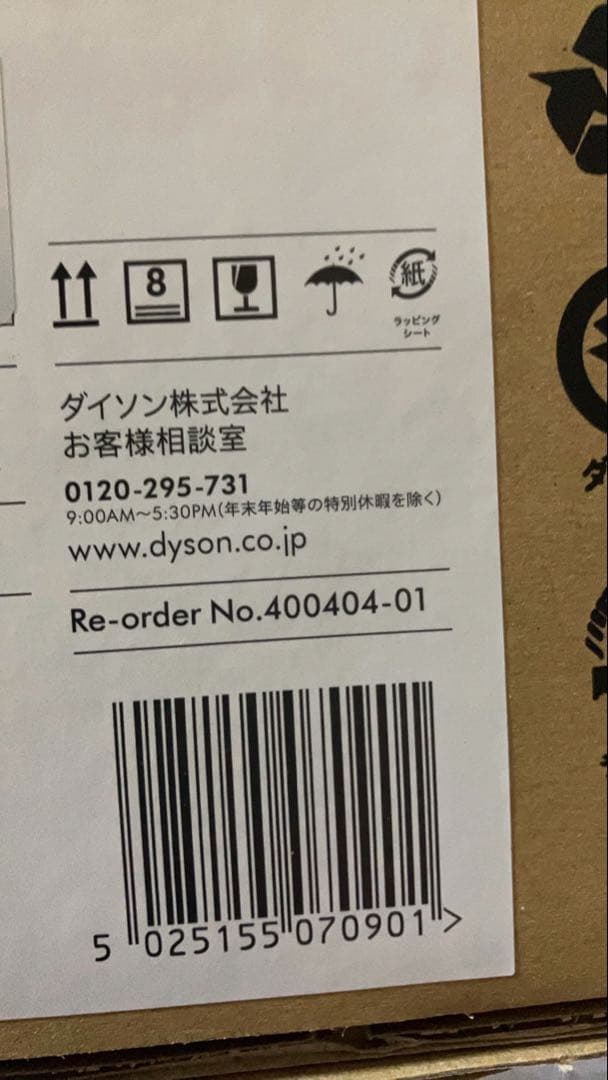 8
紙
ラッピング
シート
ダイソン株式会社
お客様相談室
0120-295-731
9:00AM〜5:30PM(年末年始等の特別休暇を除く)
www.dyson.co.jp
Re-order No.400404-01
5 025155 070901 >